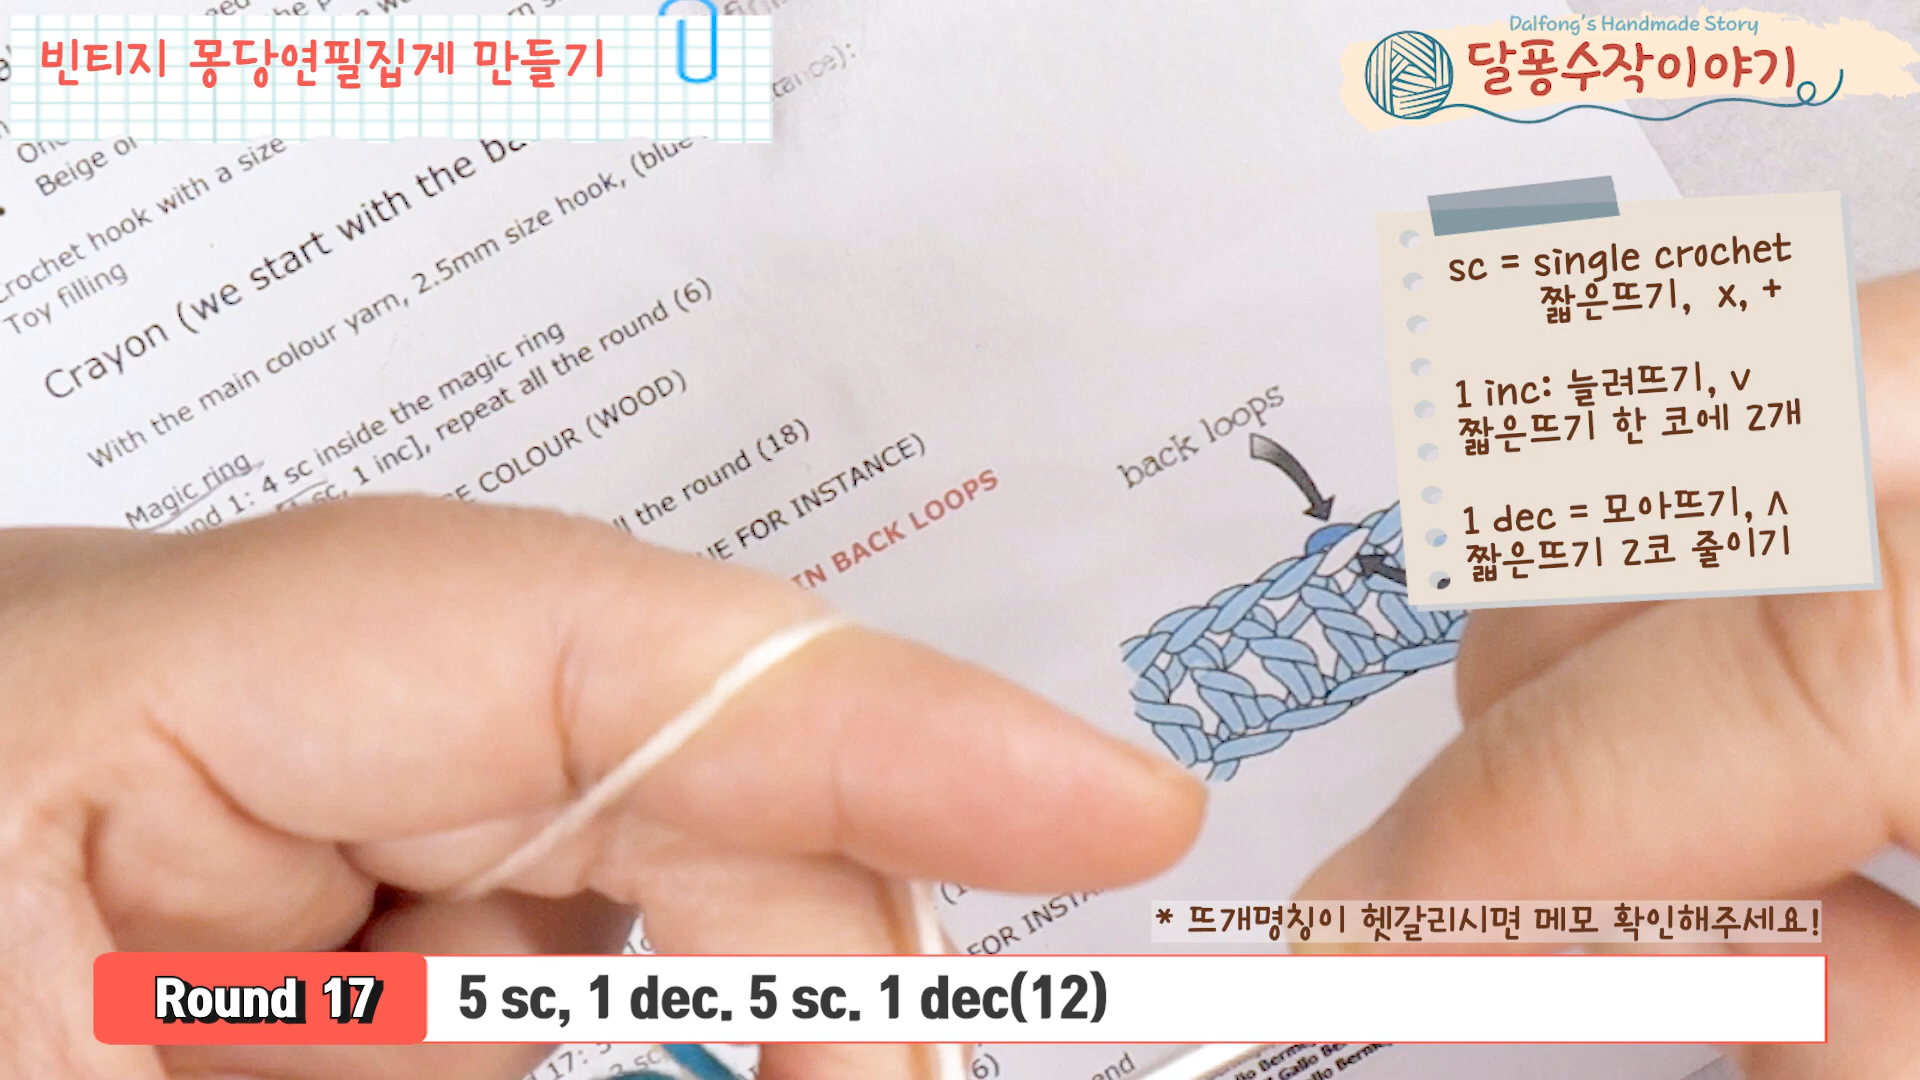 빈티지 몽당연필집게 만들기
Dalfong's Handmade Story
달퐁수작이야기
Beige or
Crochet hook with a size
Toy filling
Crayon (we start with the
With the main colour yarn, 2.5mm size hook, (blue
Magic ring
1: 4 sc inside the magic ring
sc, 1 inc], repeat all the round (6)
COLOUR (WOOD)
the round (18)
FOR INSTANCE)
IN BACK LOOPS
back loops
sc = single crochet
짧은뜨기, x, +
1 inc: 늘려뜨기, v
짧은뜨기 한 코에 2개
1 dec = 모아뜨기, ʌ
짧은뜨기 2코 줄이기
FOR
* 뜨개명칭이 헷갈리시면 메모 확인해주세요!
Round 17
5 sc, 1 dec. 5 sc. 1 dec(12)
17:
6)